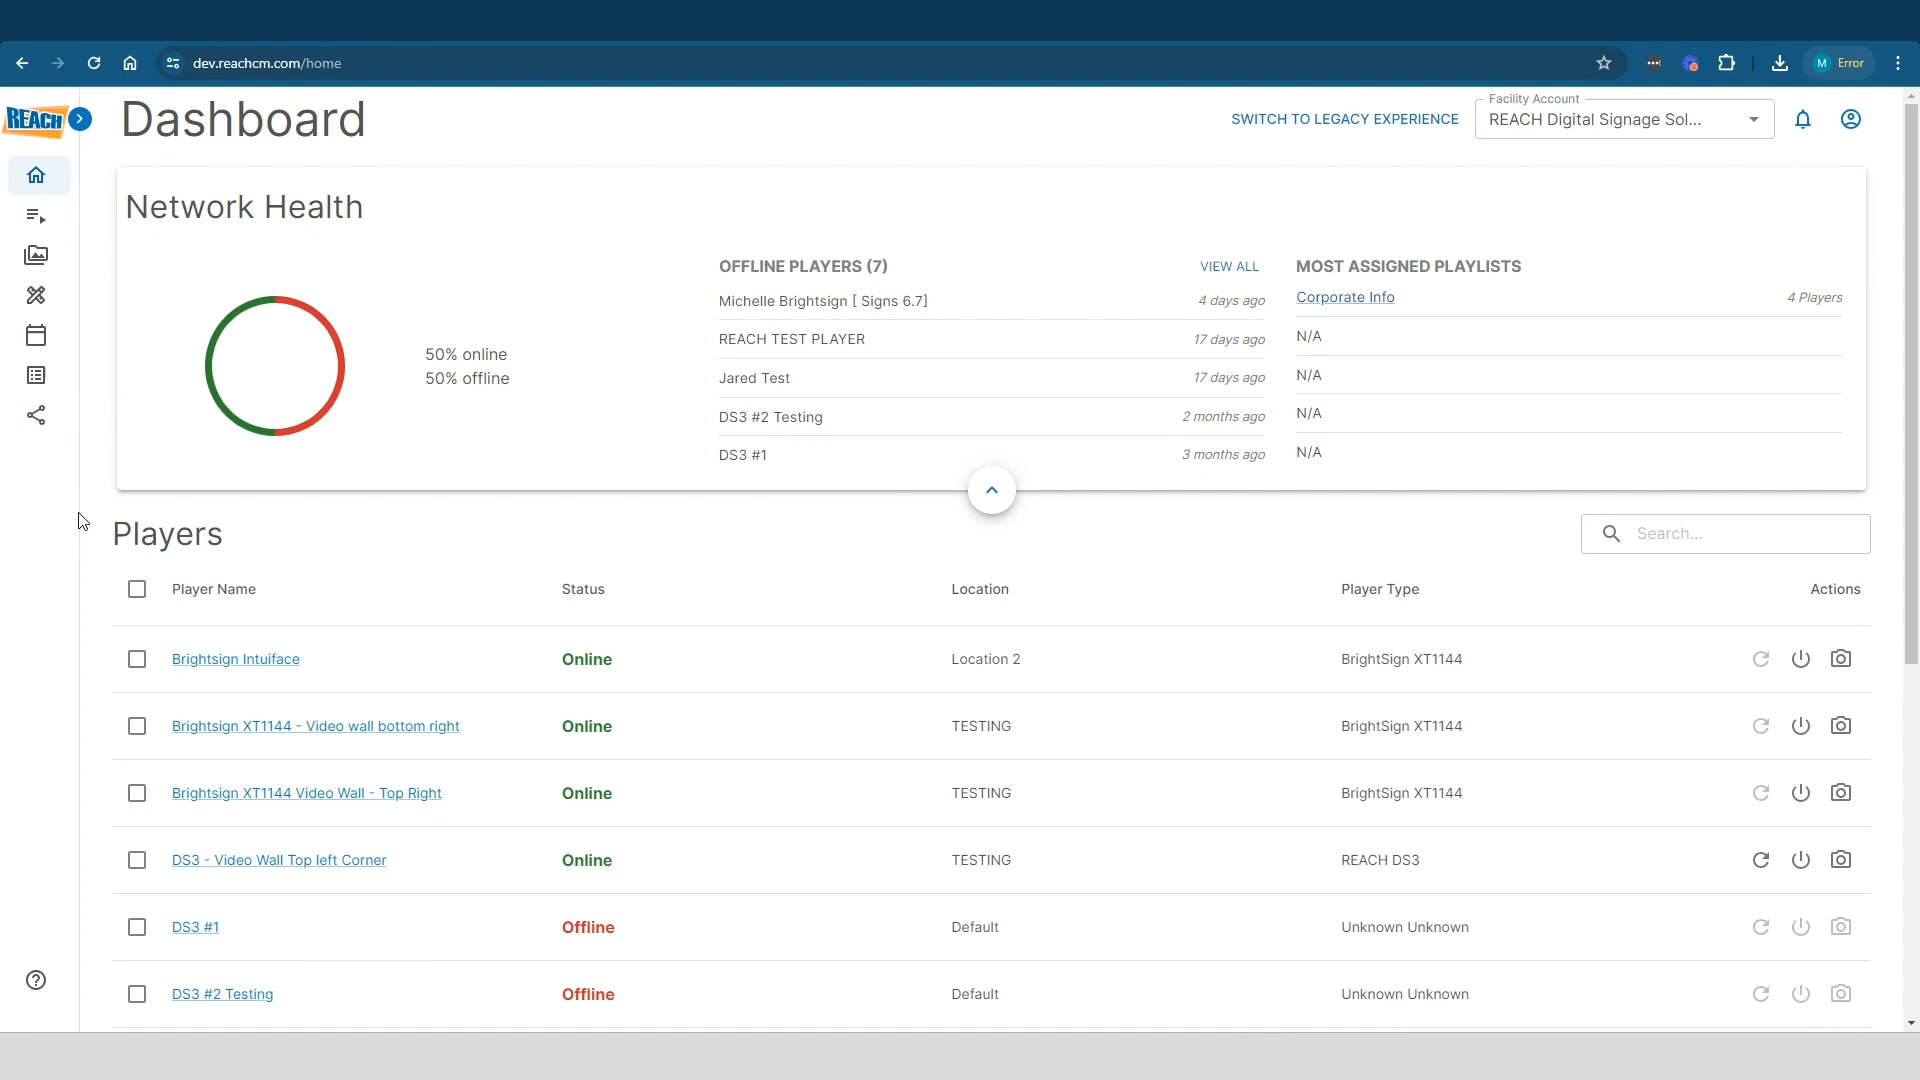 dev.reachcm.com/home
M Error
REACH
Dashboard
SWITCH TO LEGACY EXPERIENCE
Facility Account
REACH Digital Signage Sol...
Network Health
50% online
50% offline
OFFLINE PLAYERS (7)
VIEW ALL
Michelle Brightsign [ Signs 6.7]
4 days ago
REACH TEST PLAYER
17 days ago
Jared Test
17 days ago
DS3 #2 Testing
2 months ago
DS3 #1
3 months ago
MOST ASSIGNED PLAYLISTS
Corporate Info
4 Players
N/A
N/A
N/A
N/A
Players
Search...
Player Name Status Location Player Type Actions
Brightsign Intuiface Online Location 2 BrightSign XT1144
Brightsign XT1144 - Video wall bottom right Online TESTING BrightSign XT1144
Brightsign XT1144 Video Wall - Top Right Online TESTING BrightSign XT1144
DS3 - Video Wall Top left Corner Online TESTING REACH DS3
DS3 #1 Offline Default Unknown Unknown
DS3 #2 Testing Offline Default Unknown Unknown